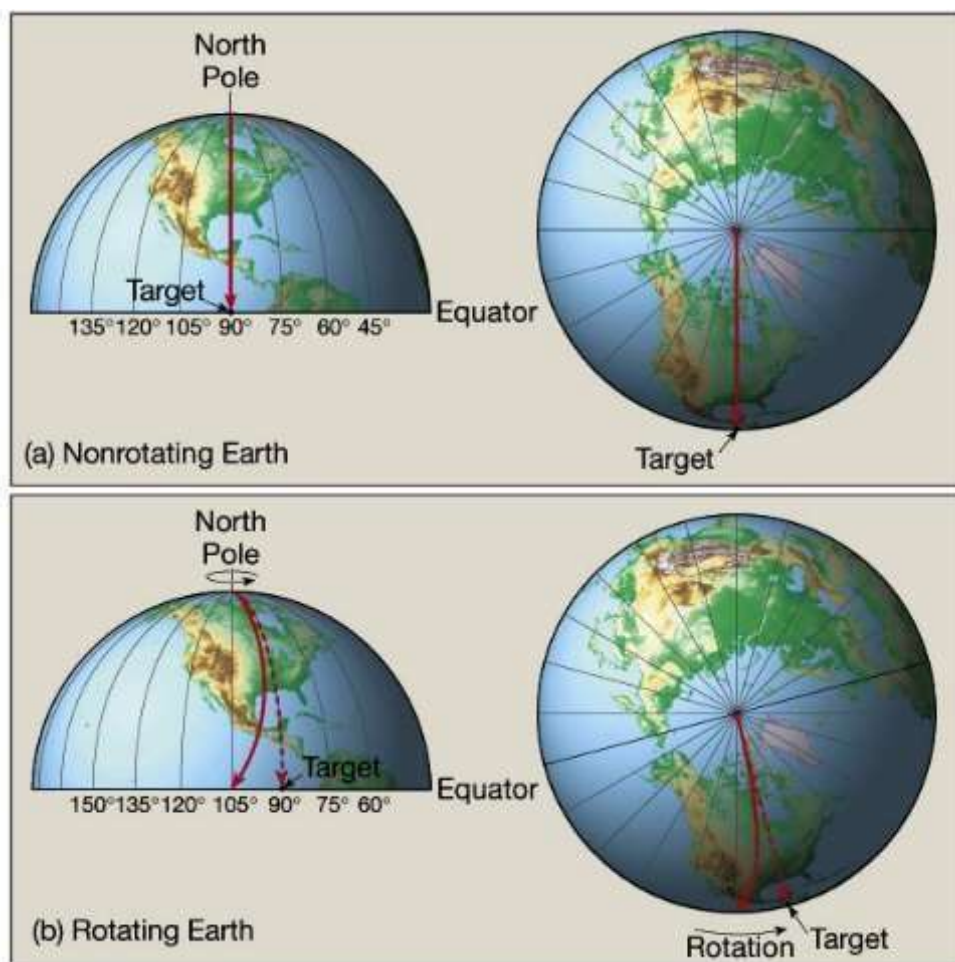 North
Pole
Target
Equator
135° 120° 105° 90° 75° 60° 45°
Target
(a) Nonrotating Earth
North
Pole
Target
Equator
150° 135° 120° 105° 90° 75° 60°
(b) Rotating Earth
Rotation
Target